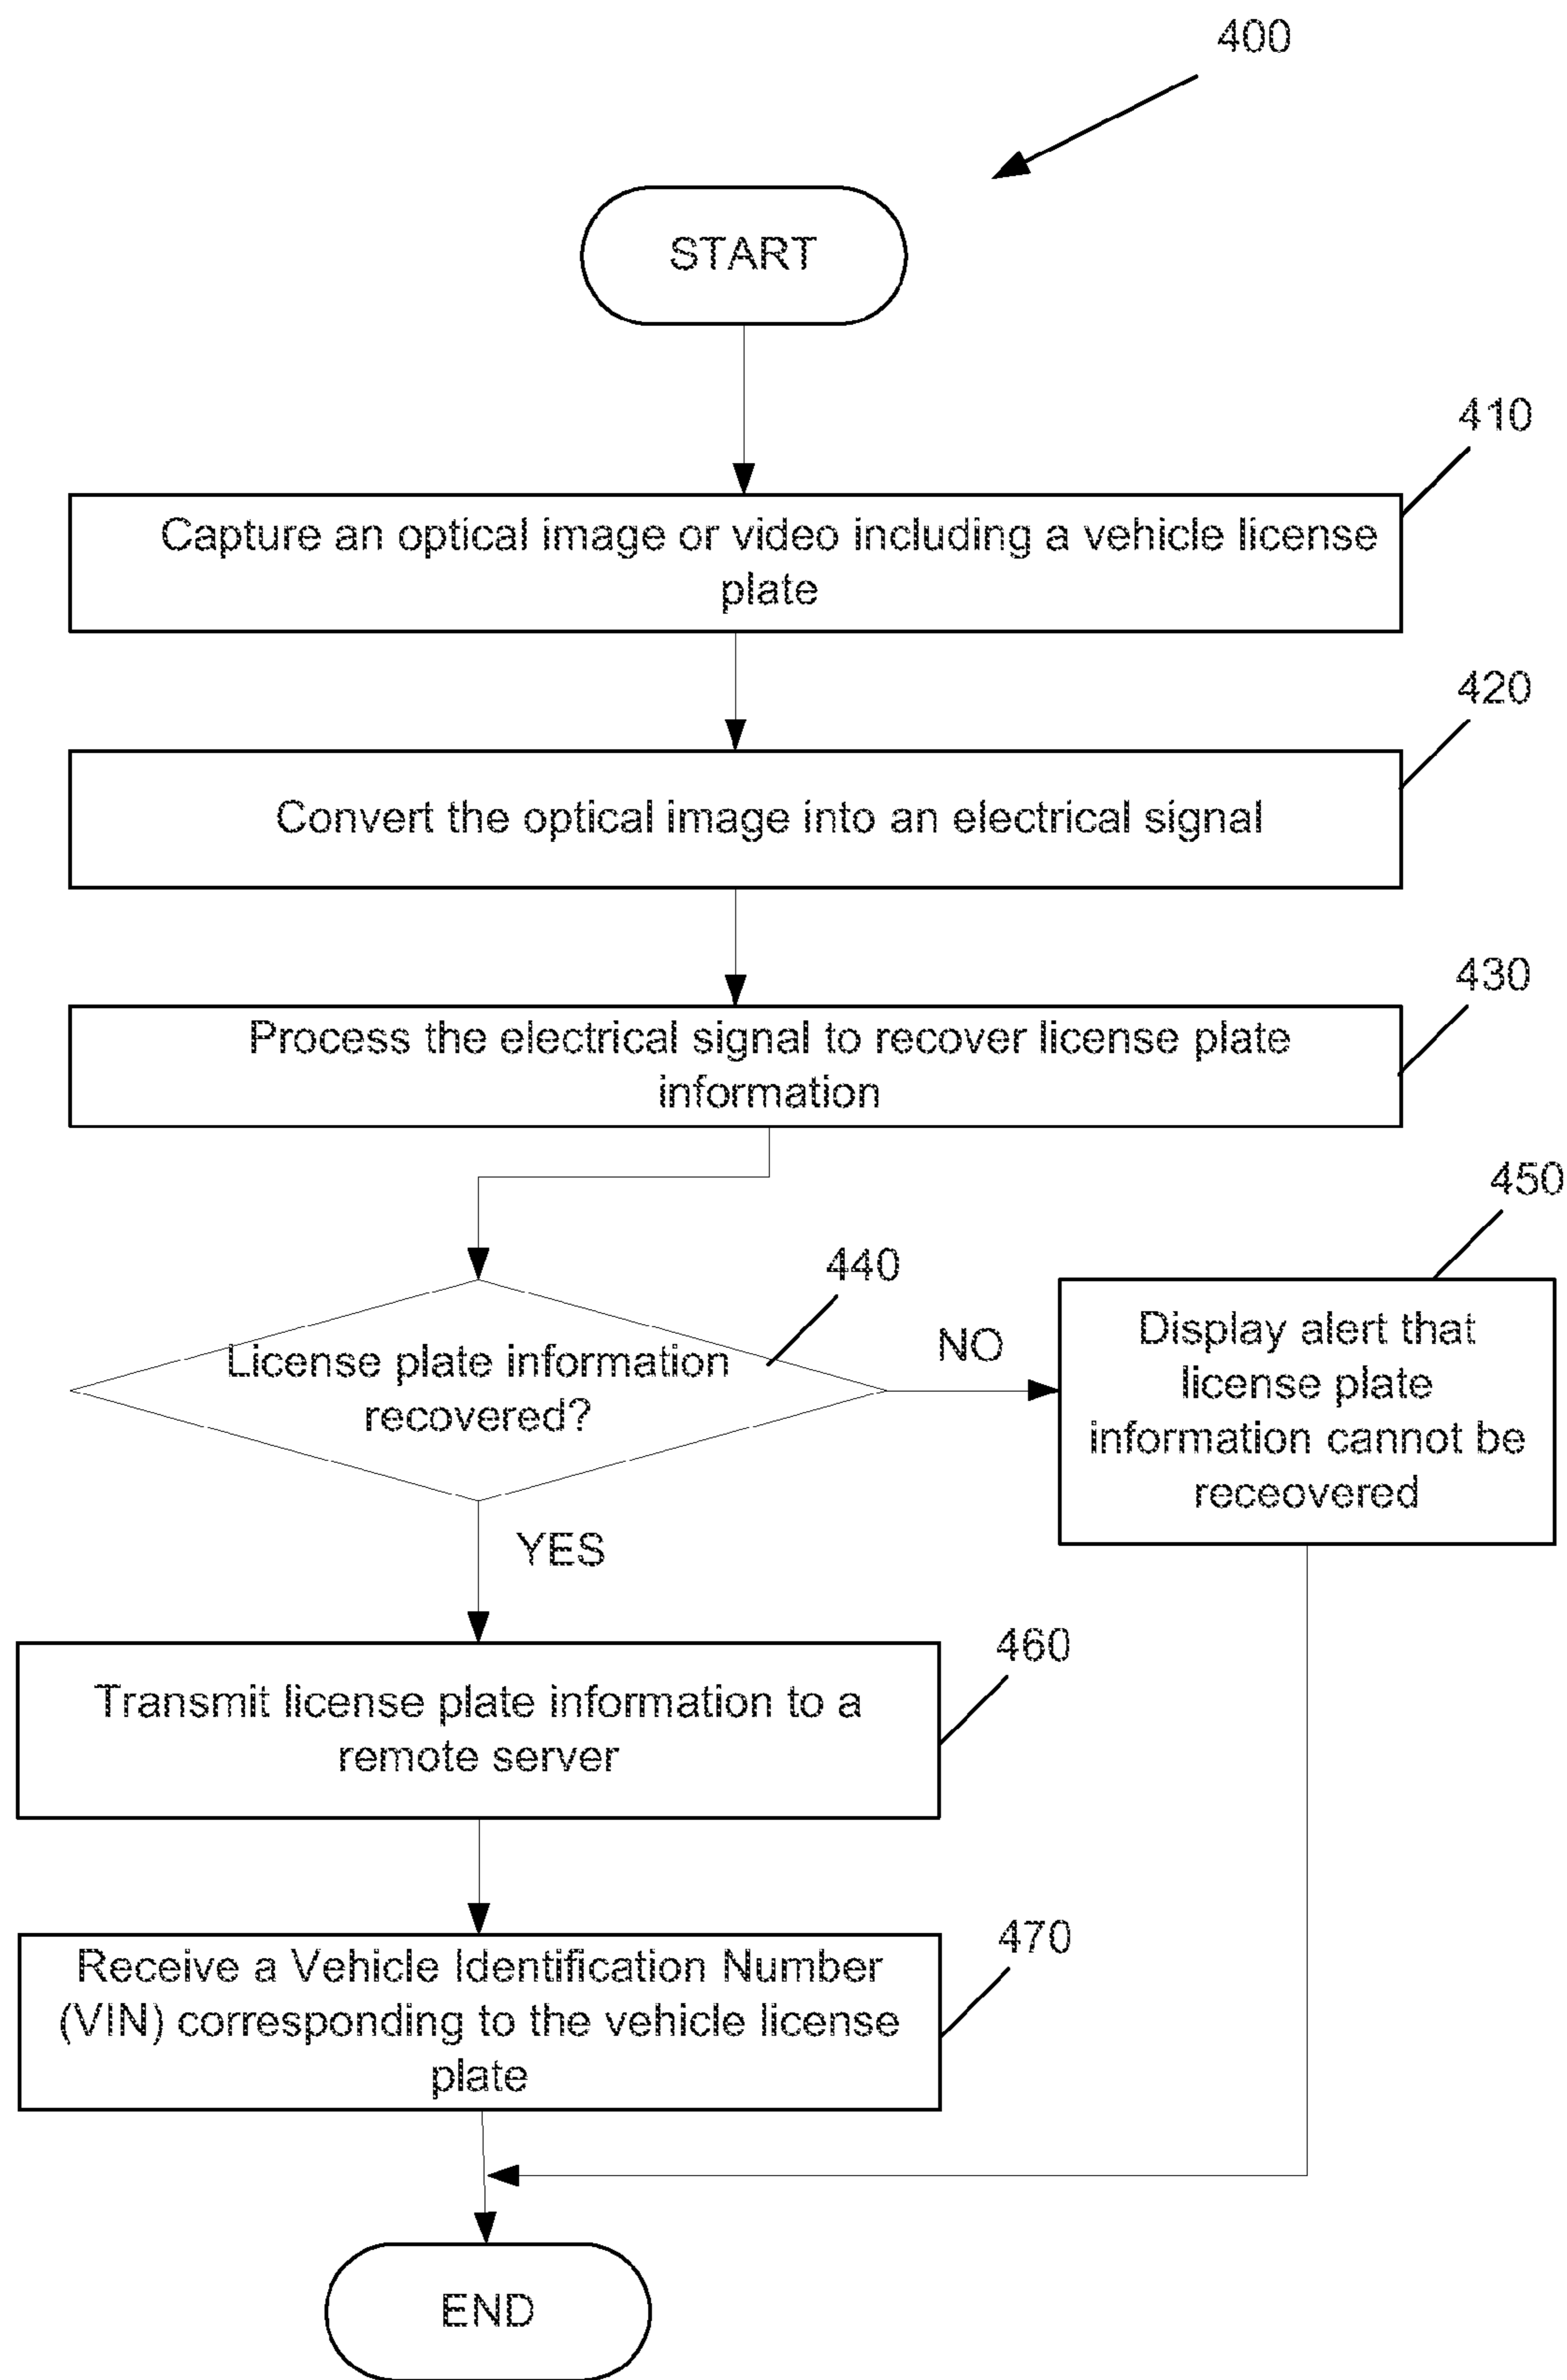 400
START
410
Capture an optical image or video including a vehicle license
plate
420
Convert the optical image into an electrical signal
430
Process the electrical signal to recover license plate
information
440
License plate information
recovered?
NO
450
Display alert that
license plate
information cannot be
receovered
YES
460
Transmit license plate information to a
remote server
470
Receive a Vehicle Identification Number
(VIN) corresponding to the vehicle license
plate
END